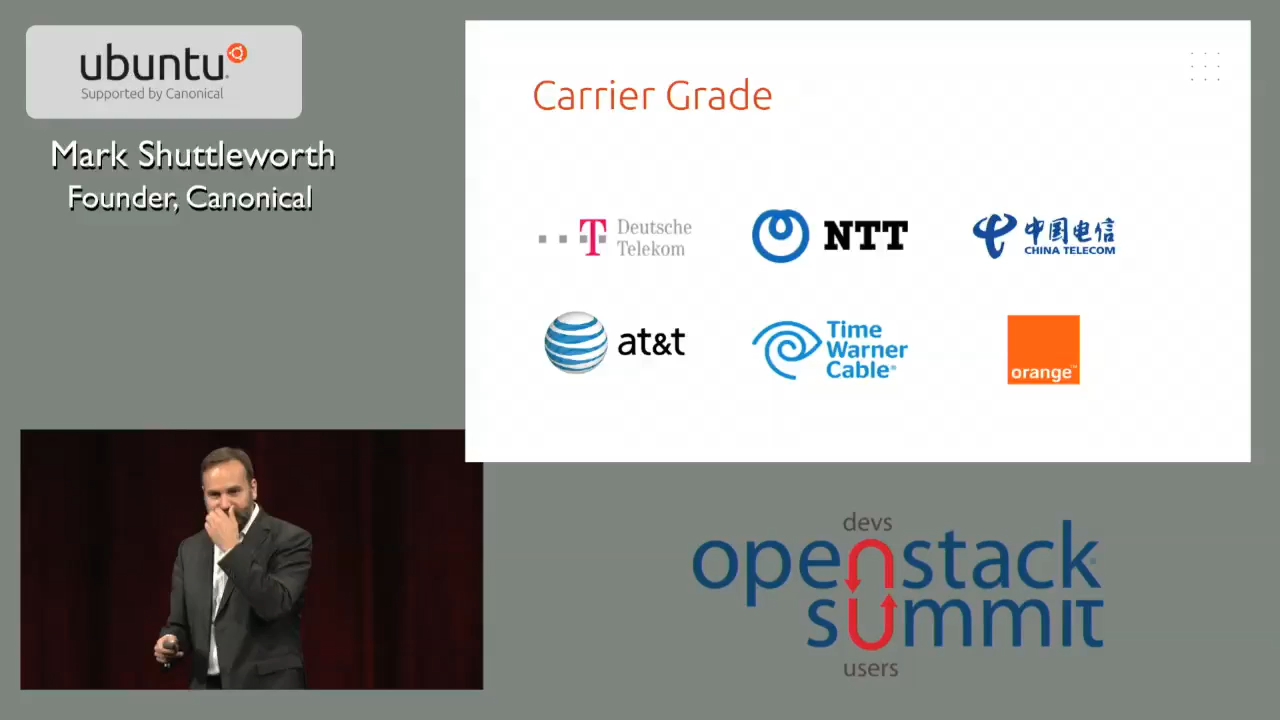 ubuntu
Supported by Canonical
Mark Shuttleworth
Founder, Canonical
Carrier Grade
T
Deutsche
Telekom
NTT
中国电信
CHINA TELECOM
at&t
Time
Warner
Cable®
orange™
devs
openstack
summit
users